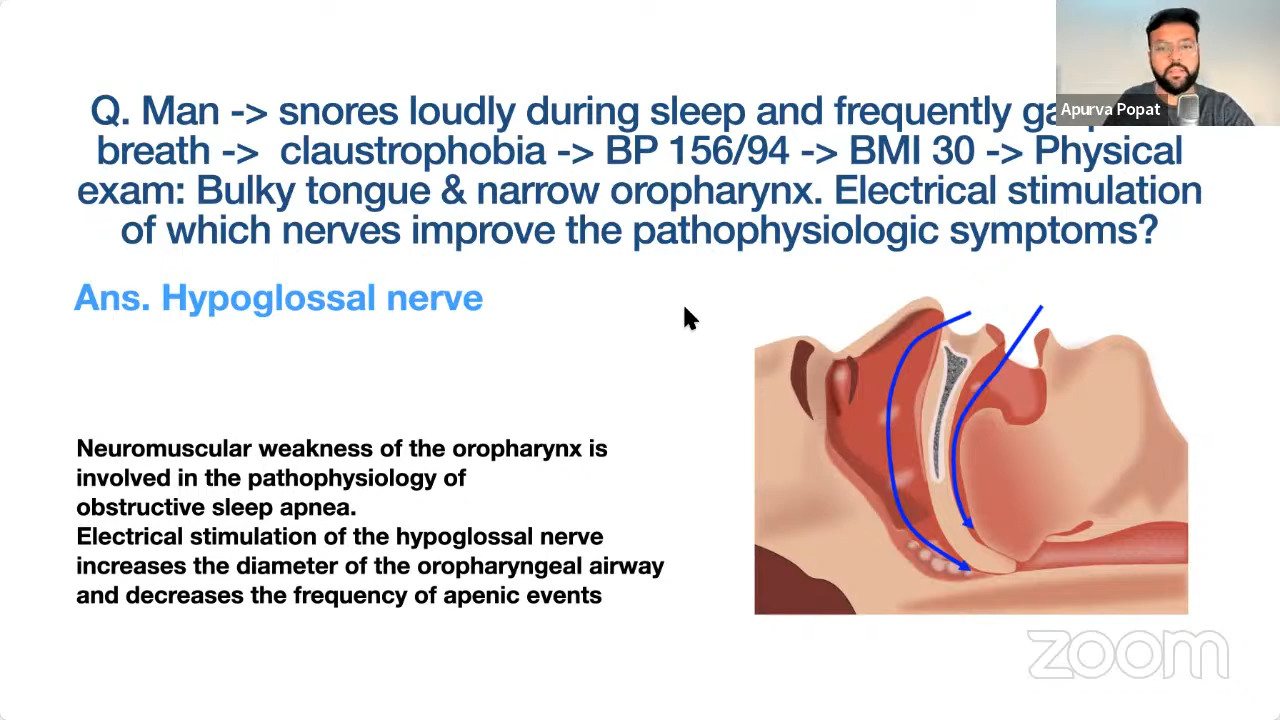 Q. Man -> snores loudly during sleep and frequently
breath -> claustrophobia -> BP 156/94 -> BMI 30 -> Physical
exam: Bulky tongue & narrow oropharynx. Electrical stimulation
of which nerves improve the pathophysiologic symptoms?
Apurva Popat
Ans. Hypoglossal nerve
Neuromuscular weakness of the oropharynx is
involved in the pathophysiology of
obstructive sleep apnea.
Electrical stimulation of the hypoglossal nerve
increases the diameter of the oropharyngeal airway
and decreases the frequency of apenic events
zoom